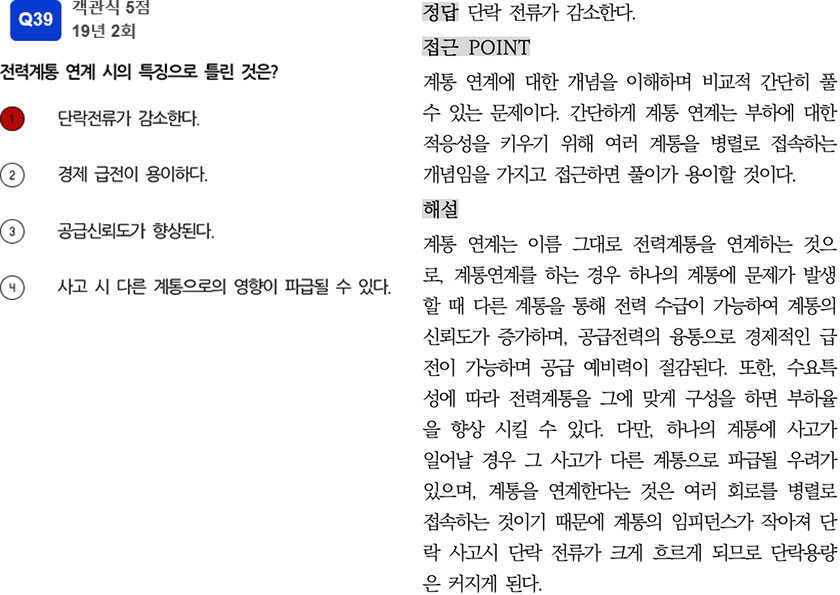 Q39
객관식 5점
19년 2회
전력계통 연계 시의 특징으로 틀린 것은?
1 단락전류가 감소한다.
2 경제 급전이 용이하다.
3 공급신뢰도가 향상된다.
4 사고 시 다른 계통으로의 영향이 파급될 수 있다.
정답 단락 전류가 감소한다.
접근 POINT
계통 연계에 대한 개념을 이해하며 비교적 간단히 풀
수 있는 문제이다. 간단하게 계통 연계는 부하에 대한
적응성을 키우기 위해 여러 계통을 병렬로 접속하는
개념임을 가지고 접근하면 풀이가 용이할 것이다.
해설
계통 연계는 이름 그대로 전력계통을 연계하는 것으
로, 계통연계를 하는 경우 하나의 계통에 문제가 발생
할 때 다른 계통을 통해 전력 수급이 가능하여 계통의
신뢰도가 증가하며, 공급전력의 융통으로 경제적인 급
전이 가능하며 공급 예비력이 절감된다. 또한, 수요특
성에 따라 전력계통을 그에 맞게 구성을 하면 부하율
을 향상 시킬 수 있다. 다만, 하나의 계통에 사고가
일어날 경우 그 사고가 다른 계통으로 파급될 우려가
있으며, 계통을 연계한다는 것은 여러 회로를 병렬로
접속하는 것이기 때문에 계통의 임피던스가 작아져 단
락 사고시 단락 전류가 크게 흐르게 되므로 단락용량
은 커지게 된다.